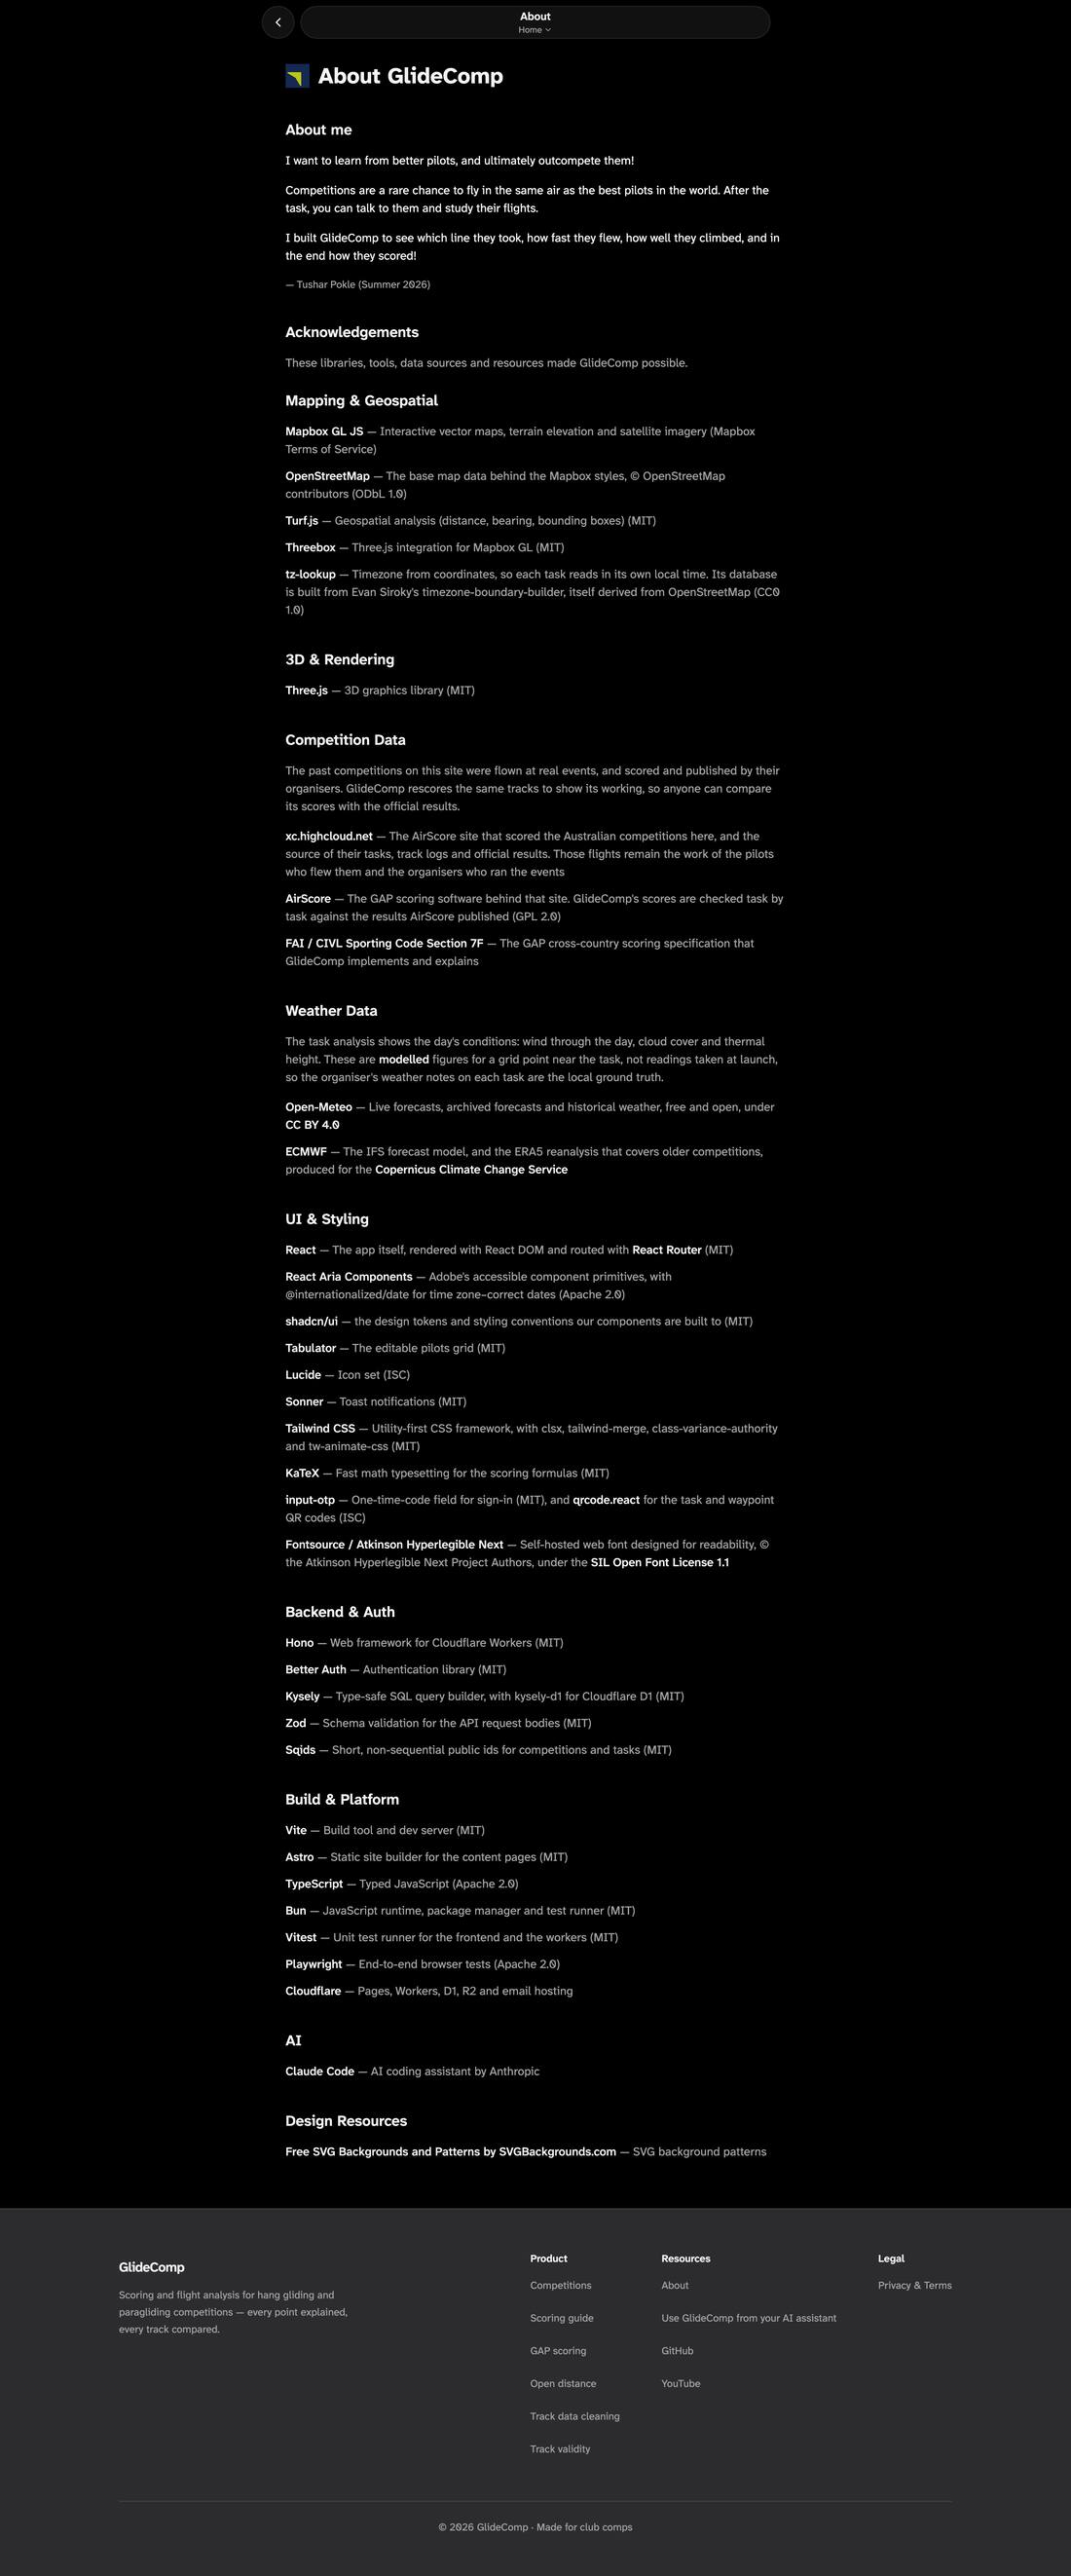 About
Home
About GlideComp
About me
I want to learn from better pilots, and ultimately outcompete them!
Competitions are a rare chance to fly in the same air as the best pilots in the world. After the
task, you can talk to them and study their flights.
I built GlideComp to see which line they took, how fast they flew, how well they climbed, and in
the end how they scored!
— Tushar Pokle (Summer 2026)
Acknowledgements
These libraries, tools, data sources and resources made GlideComp possible.
Mapping & Geospatial
Mapbox GL JS — Interactive vector maps, terrain elevation and satellite imagery (Mapbox
Terms of Service)
OpenStreetMap — The base map data behind the Mapbox styles, © OpenStreetMap
contributors (ODbL 1.0)
Turf.js — Geospatial analysis (distance, bearing, bounding boxes) (MIT)
Threebox — Three.js integration for Mapbox GL (MIT)
tz-lookup — Timezone from coordinates, so each task reads in its own local time. Its database
is built from Evan Siroky's timezone-boundary-builder, itself derived from OpenStreetMap (CC0
1.0)
3D & Rendering
Three.js — 3D graphics library (MIT)
Competition Data
The past competitions on this site were flown at real events, and scored and published by their
organisers. GlideComp rescores the same tracks to show its working, so anyone can compare
its scores with the official results.
xc.highcloud.net — The AirScore site that scored the Australian competitions here, and the
source of their tasks, track logs and official results. Those flights remain the work of the pilots
who flew them and the organisers who ran the events
AirScore — The GAP scoring software behind that site. GlideComp's scores are checked task by
task against the results AirScore published (GPL 2.0)
FAI / CIVL Sporting Code Section 7F — The GAP cross-country scoring specification that
GlideComp implements and explains
Weather Data
The task analysis shows the day's conditions: wind through the day, cloud cover and thermal
height. These are modelled figures for a grid point near the task, not readings taken at launch,
so the organiser's weather notes on each task are the local ground truth.
Open-Meteo — Live forecasts, archived forecasts and historical weather, free and open, under
CC BY 4.0
ECMWF — The IFS forecast model, and the ERA5 reanalysis that covers older competitions,
produced for the Copernicus Climate Change Service
UI & Styling
React — The app itself, rendered with React DOM and routed with React Router (MIT)
React Aria Components — Adobe's accessible component primitives, with
@internationalized/date for time zone–correct dates (Apache 2.0)
shadcn/ui — the design tokens and styling conventions our components are built to (MIT)
Tabulator — The editable pilots grid (MIT)
Lucide — Icon set (ISC)
Sonner — Toast notifications (MIT)
Tailwind CSS — Utility-first CSS framework, with clsx, tailwind-merge, class-variance-authority
and tw-animate-css (MIT)
KaTeX — Fast math typesetting for the scoring formulas (MIT)
input-otp — One-time-code field for sign-in (MIT), and qrcode.react for the task and waypoint
QR codes (ISC)
Fontsource / Atkinson Hyperlegible Next — Self-hosted web font designed for readability, ©
the Atkinson Hyperlegible Next Project Authors, under the SIL Open Font License 1.1
Backend & Auth
Hono — Web framework for Cloudflare Workers (MIT)
Better Auth — Authentication library (MIT)
Kysely — Type-safe SQL query builder, with kysely-d1 for Cloudflare D1 (MIT)
Zod — Schema validation for the API request bodies (MIT)
Sqids — Short, non-sequential public ids for competitions and tasks (MIT)
Build & Platform
Vite — Build tool and dev server (MIT)
Astro — Static site builder for the content pages (MIT)
TypeScript — Typed JavaScript (Apache 2.0)
Bun — JavaScript runtime, package manager and test runner (MIT)
Vitest — Unit test runner for the frontend and the workers (MIT)
Playwright — End-to-end browser tests (Apache 2.0)
Cloudflare — Pages, Workers, D1, R2 and email hosting
AI
Claude Code — AI coding assistant by Anthropic
Design Resources
Free SVG Backgrounds and Patterns by SVGBackgrounds.com — SVG background patterns
GlideComp
Scoring and flight analysis for hang gliding and
paragliding competitions — every point explained,
every track compared.
Product
Competitions
Scoring guide
GAP scoring
Open distance
Track data cleaning
Track validity
Resources
About
Use GlideComp from your AI assistant
GitHub
YouTube
Legal
Privacy & Terms
© 2026 GlideComp · Made for club comps